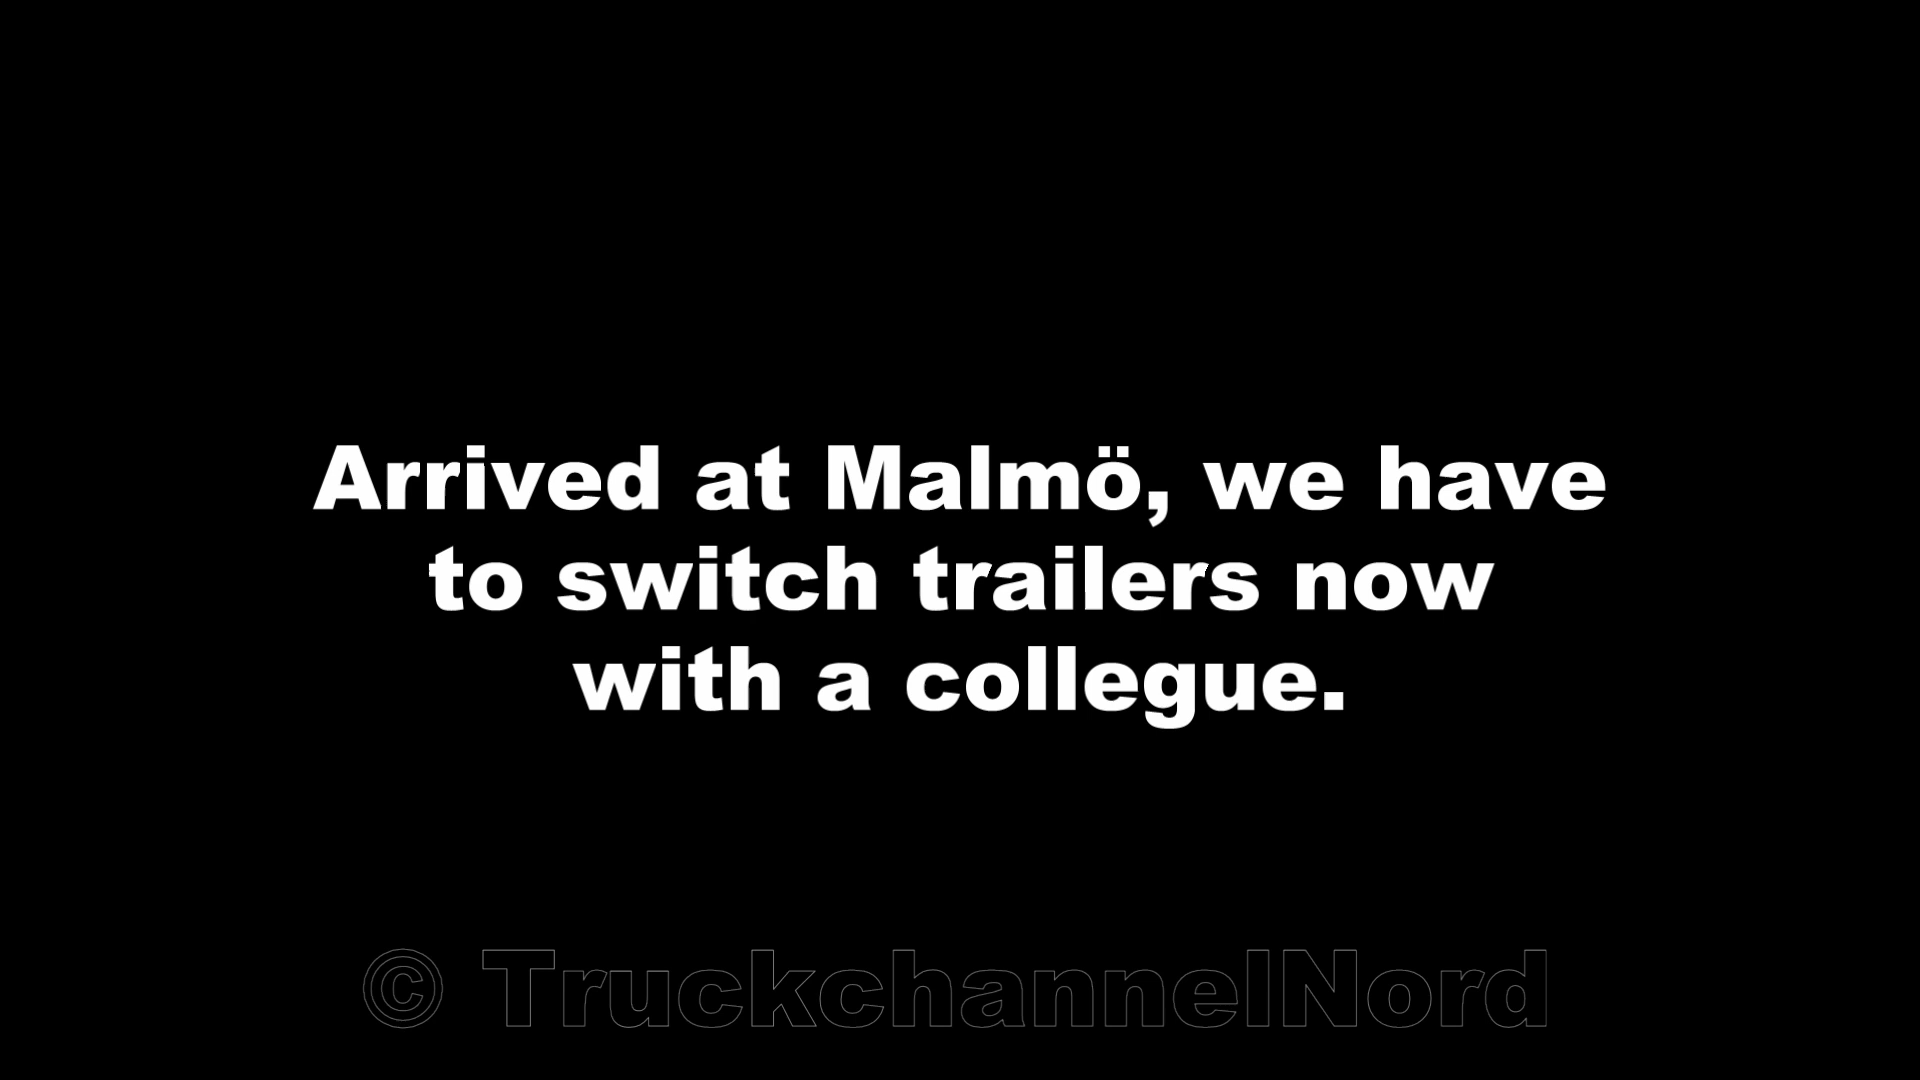 Arrived at Malmö, we have
to switch trailers now
with a collegue.
© TruckchannelNord